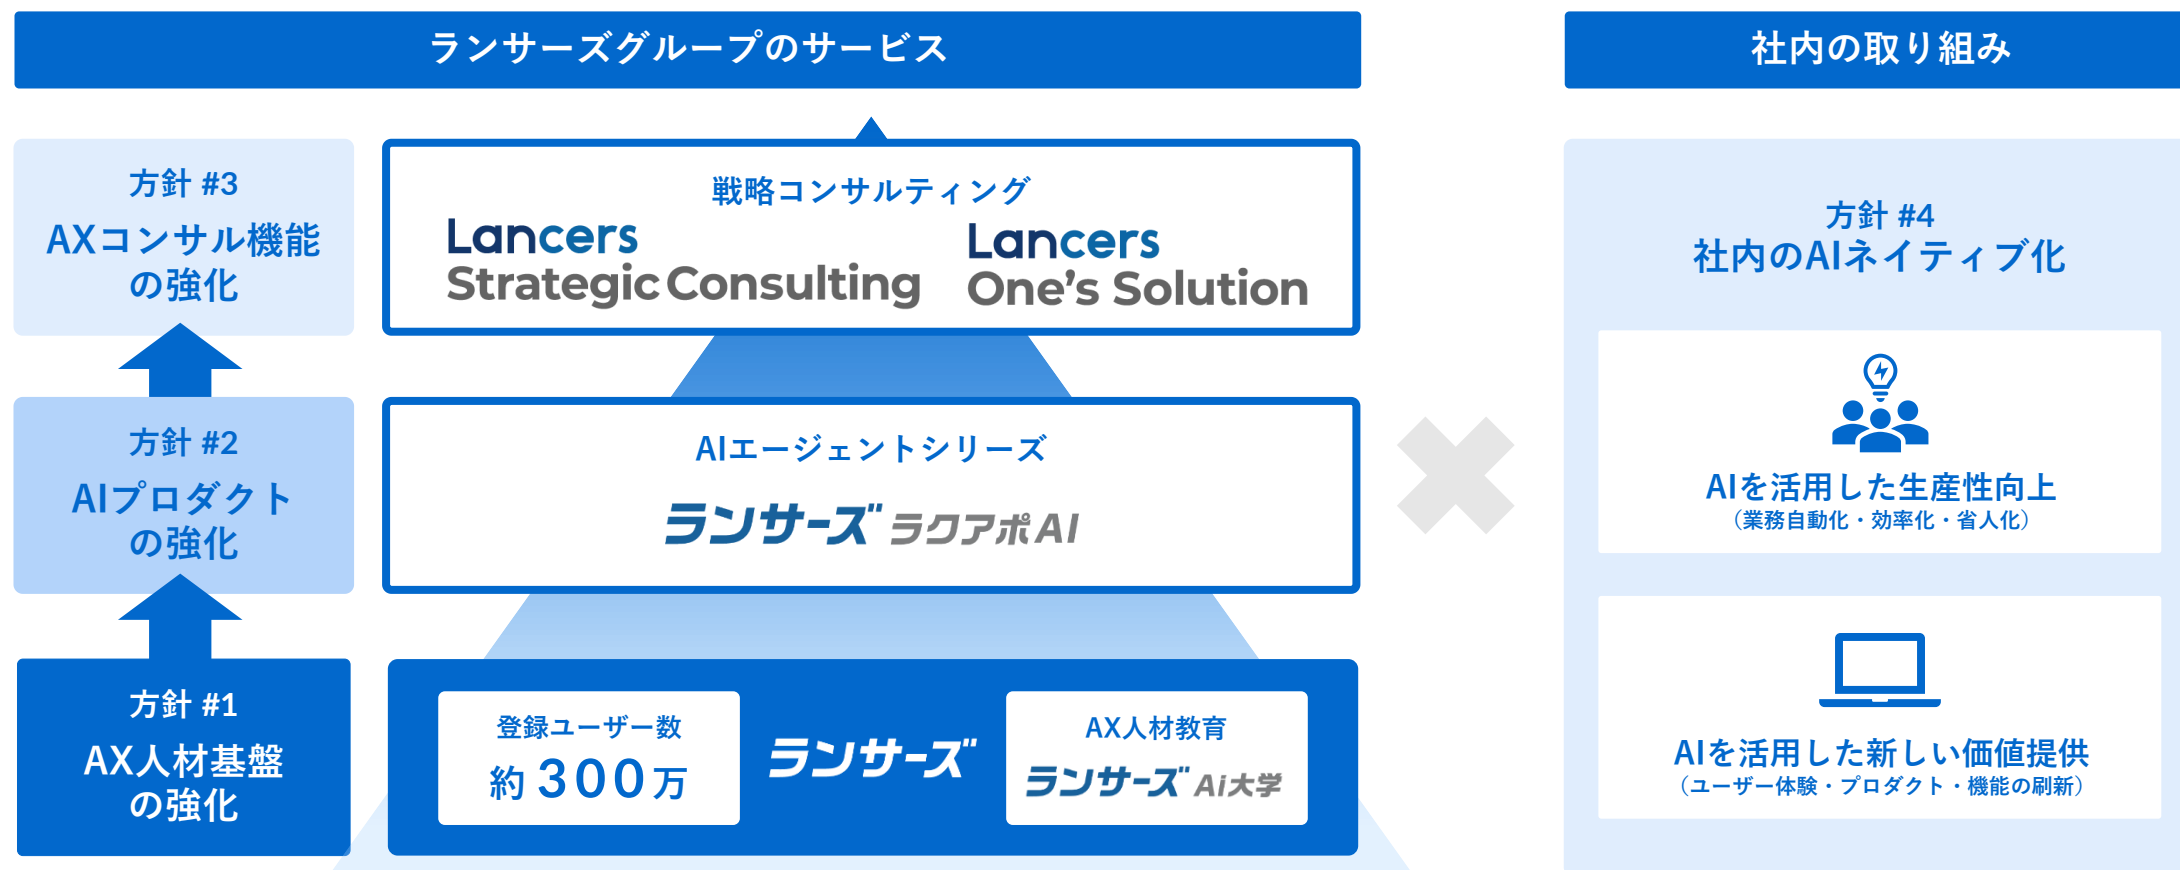 ランサーズグループのサービス
方針 #3
AXコンサル機能
の強化
戦略コンサルティング
Lancers
Strategic Consulting
Lancers
One's Solution
方針 #2
AIプロダクト
の強化
AIエージェントシリーズ
ランサーズ ラクアポAI
方針 #1
AX人材基盤
の強化
登録ユーザー数
約300万
ランサーズ
AX人材教育
ランサーズ Ai大学
社内の取り組み
方針 #4
社内のAIネイティブ化
AIを活用した生産性向上
（業務自動化・効率化・省人化）
AIを活用した新しい価値提供
（ユーザー体験・プロダクト・機能の刷新）